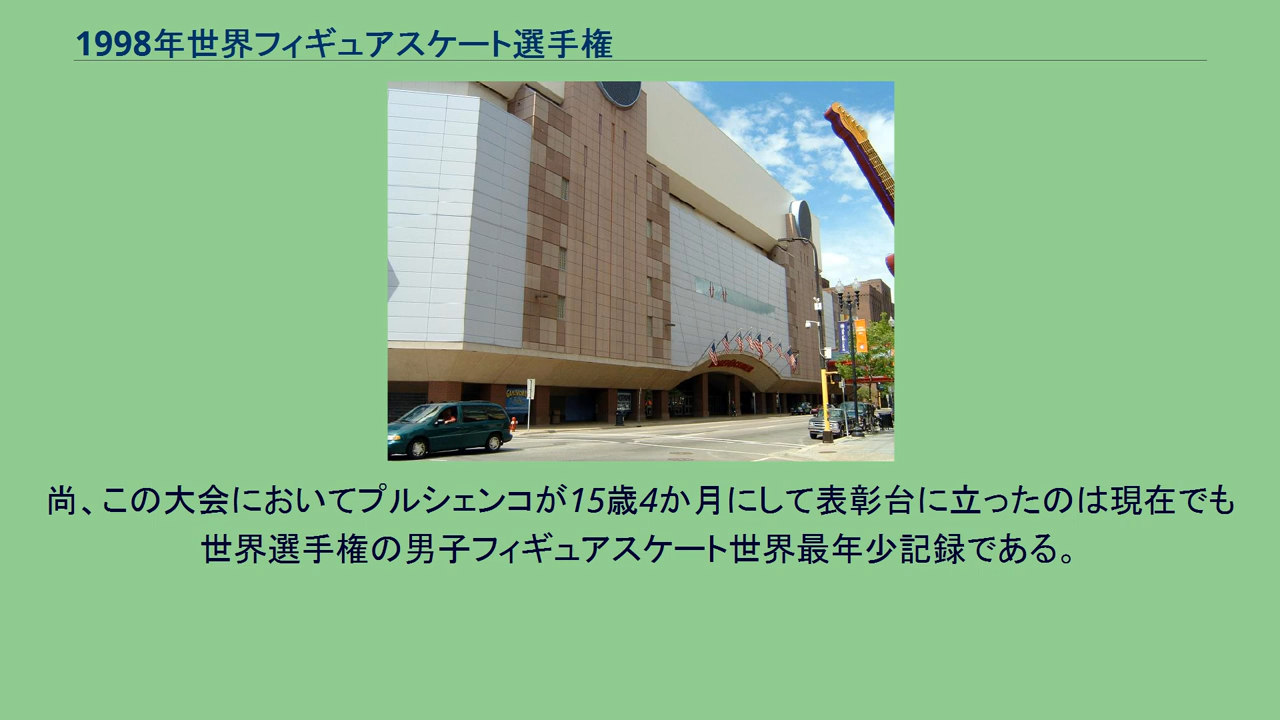 1998年世界フィギュアスケート選手権
尚、この大会においてプルシェンコが15歳4か月にして表彰台に立ったのは現在でも
世界選手権の男子フィギュアスケート世界最年少記録である。